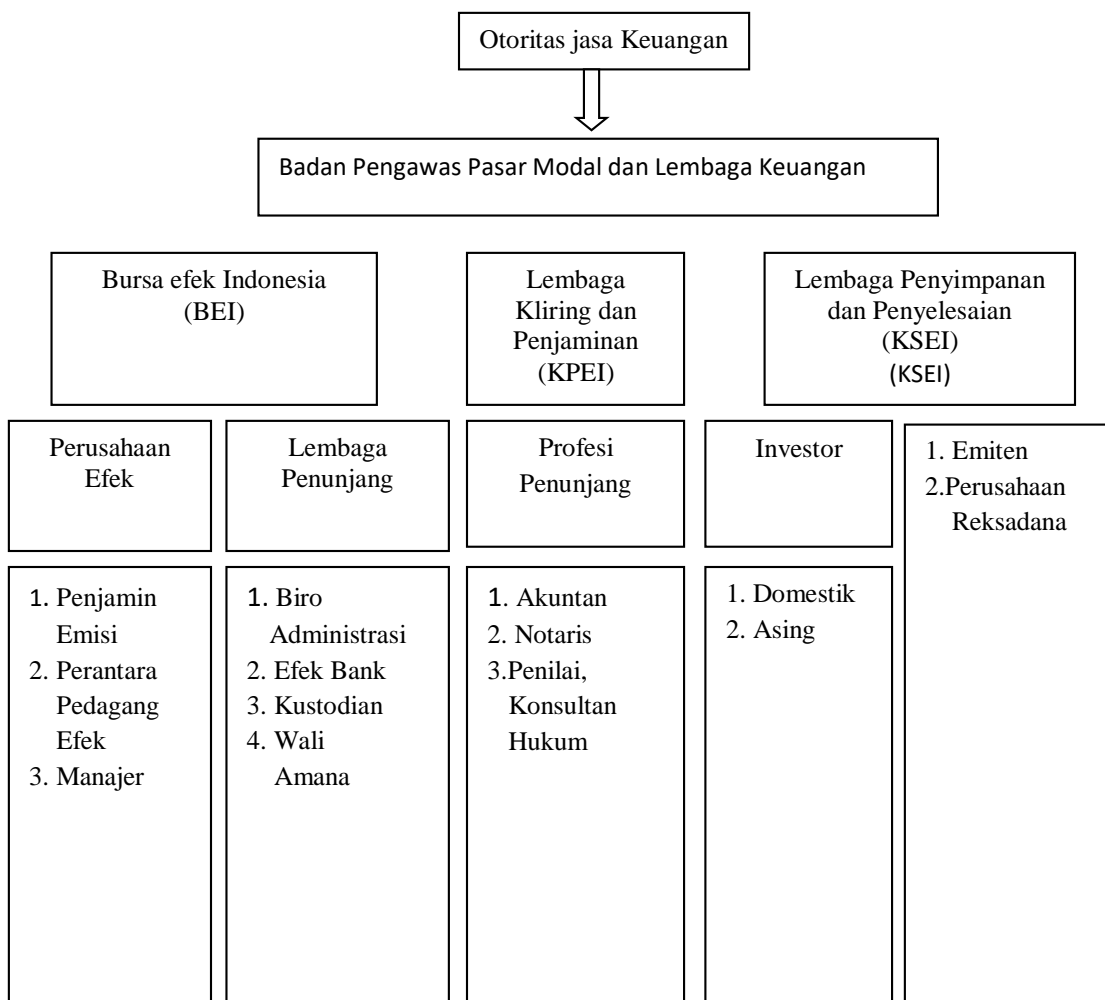 Otoritas jasa Keuangan
Badan Pengawas Pasar Modal dan Lembaga Keuangan
Bursa efek Indonesia
(BEI)
Lembaga
Kliring dan
Penjaminan
(KPEI)
Lembaga Penyimpanan
dan Penyelesaian
(KSEI)
(KSEI)
Perusahaan
Efek
Lembaga
Penunjang
Profesi
Penunjang
Investor
1. Emiten
2.Perusahaan
Reksadana
1. Penjamin
Emisi
2. Perantara
Pedagang
Efek
3. Manajer
1. Biro
Administrasi
2. Efek Bank
3. Kustodian
4. Wali
Amana
1. Akuntan
2. Notaris
3.Penilai,
Konsultan
Hukum
1. Domestik
2. Asing